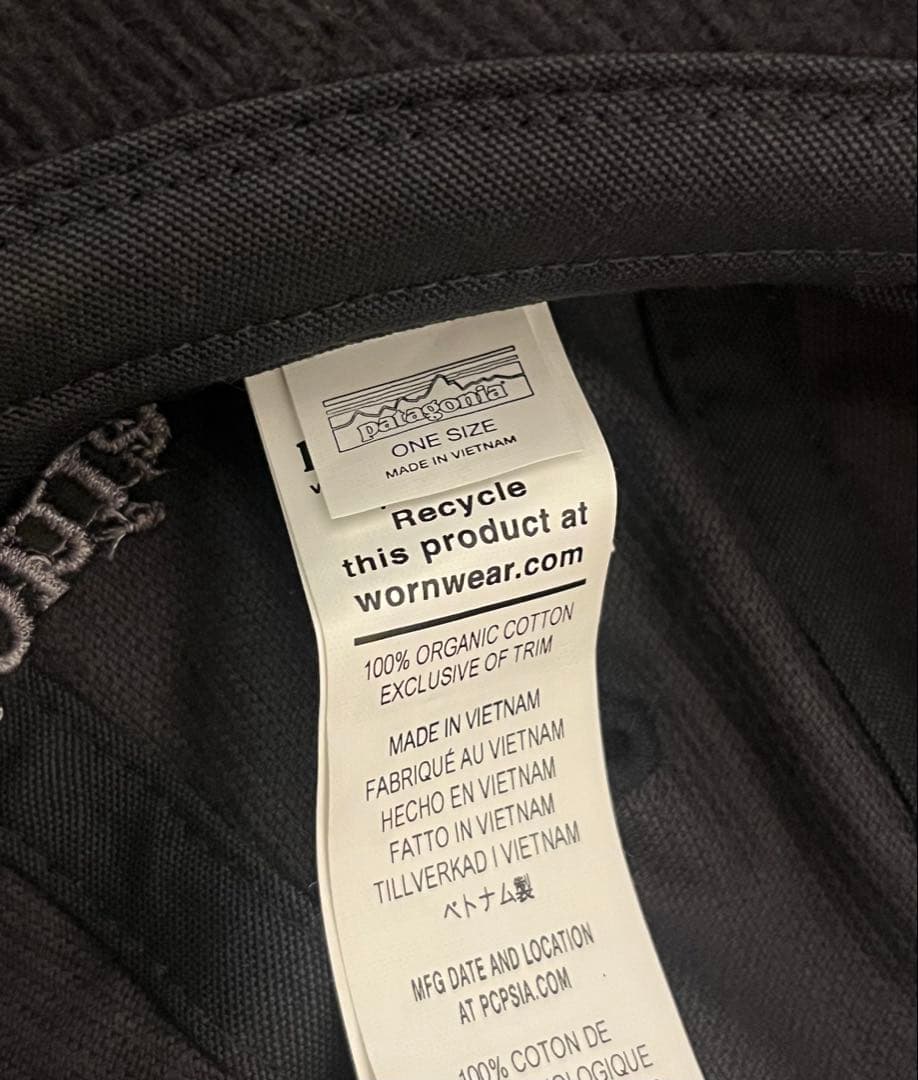 patagonia
ONE SIZE
MADE IN VIETNAM
Recycle
this product at
wornwear.com
100% ORGANIC COTTON
EXCLUSIVE OF TRIM
MADE IN VIETNAM
FABRIQUÉ AU VIETNAM
HECHO EN VIETNAM
FATTO IN VIETNAM
TILLVERKAD I VIETNAM
ベトナム製
MFG DATE AND LOCATION
AT PCPSIA.COM
100% COTON DE